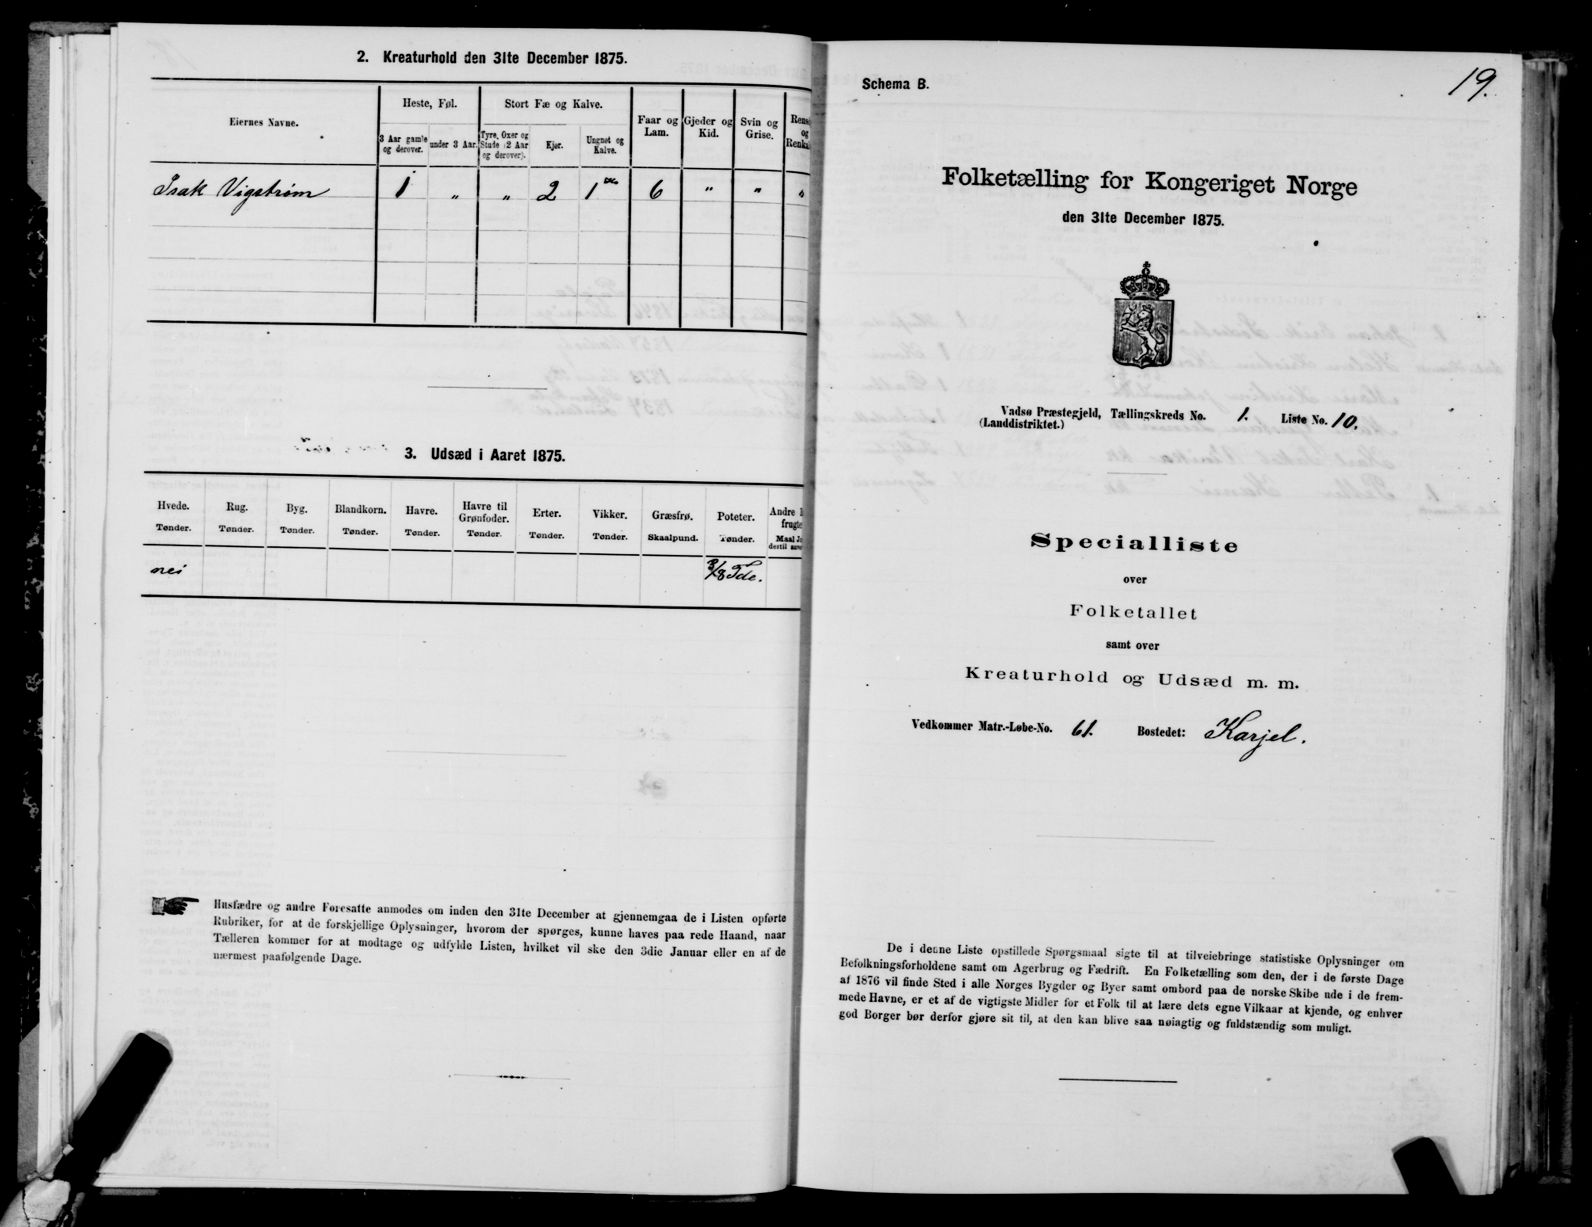 2. Kreaturhold den 31te December 1875.
Eiernes Navne.
Heste, Føl.
Stort Fæ og Kalve.
Faar og Lam.
Gjeder og Kid.
Svin og Grise.
Rens
og
Renka
3 Aar gamle og derover.
under 3 Aar.
Tyre, Oxer og Stude (2 Aar og derover).
Kjør.
Ungnet og Kalve.
Isak Vigstrøm 1 " " 2 1 6 " " "
3. Udsæd i Aaret 1875.
Hvede. Rug. Byg. Blandkorn. Havre. Havre til Grønfoder. Erter. Vikker. Græsfrø. Poteter. Andre
frugte
Tønder. Tønder. Tønder. Tønder. Tønder. Tønder. Tønder. Tønder. Skaalpund. Tønder. Maal
nei 3/8 Tde.
Husfædre og andre Foresatte anmodes om inden den 31te December at gjennemgaa de i Listen opførte
Rubriker, for at de forskjellige Oplysninger, hvorom der spørges, kunne haves paa rede Haand, naar
Tælleren kommer for at modtage og udfylde Listen, hvilket vil ske den 3die Januar eller en af de
nærmest paafølgende Dage.
19.
Schema B.
Folketælling for Kongeriget Norge
den 31te December 1875.
Vadsø Præstegjeld, Tællingskreds No. 1. Liste No. 10.
(Landdistriktet.)
Specialliste
over
Folketallet
samt over
Kreaturhold og Udsæd m. m.
Vedkommer Matr.-Løbe-No. 61. Bostedet: Karjel.
De i denne Liste opstillede Spørgsmaal sigte til at tilveiebringe statistiske Oplysninger om
Befolkningsforholdene samt om Agerbrug og Fædrift. En Folketælling som den, der i de første Dage
af 1876 vil finde Sted i alle Norges Bygder og Byer samt ombord paa de norske Skibe ude i de frem-
mede Havne, er et af de vigtigste Midler for et Folk til at lære dets egne Vilkaar at kjende, og enhver
god Borger bør derfor gjøre sit til, at den kan blive saa nøiagtig og fuldstændig som muligt.